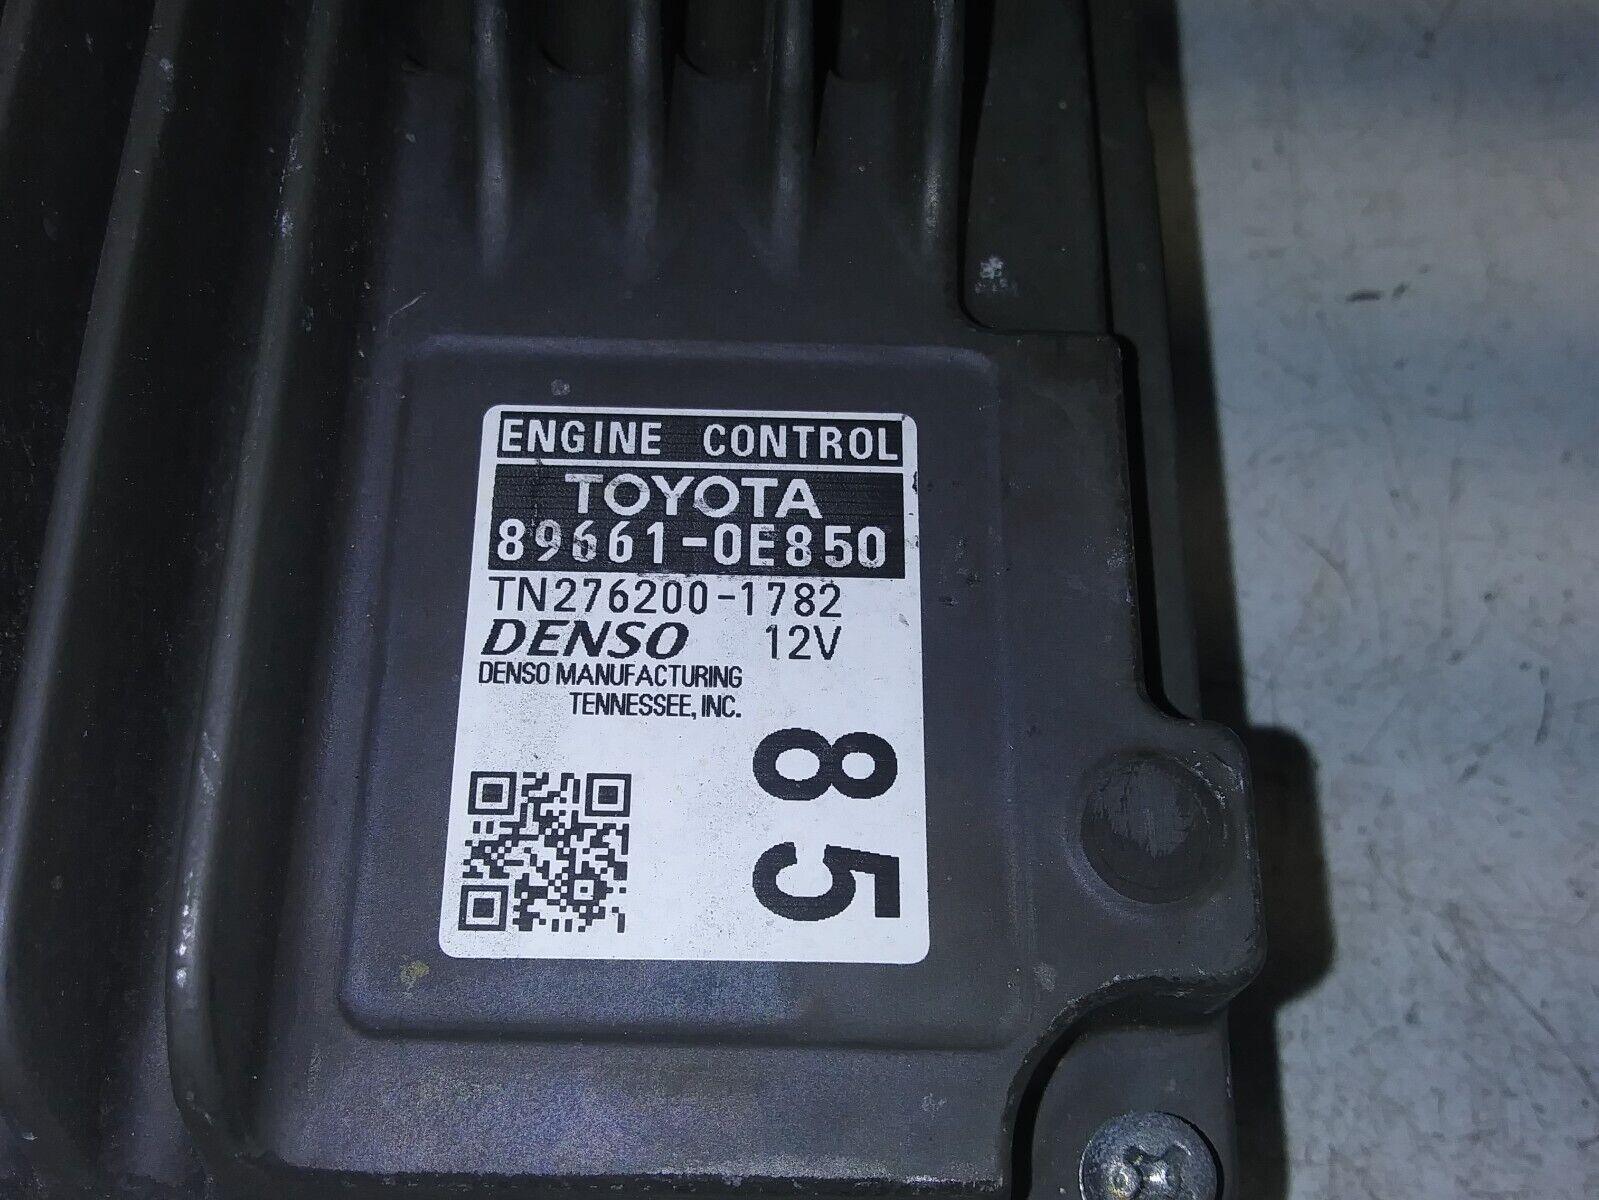 ENGINE CONTROL
TOYOTA
89661-0E850
TN276200-1782
DENSO 12V
DENSO MANUFACTURING
TENNESSEE, INC.
85